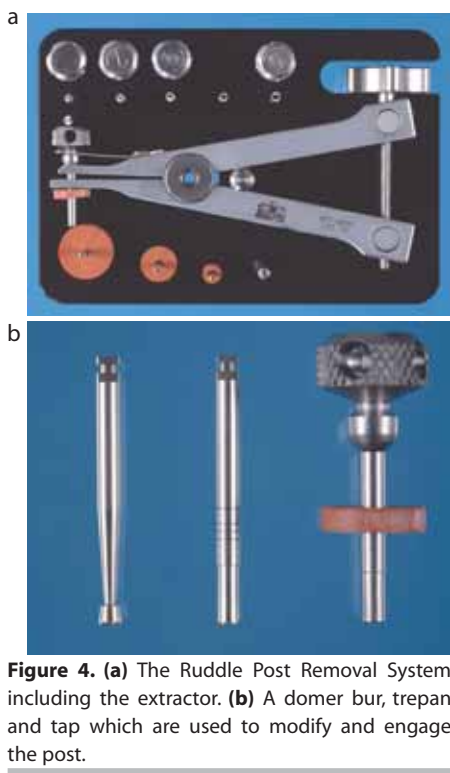 a
b
Figure 4. (a) The Ruddle Post Removal System
including the extractor. (b) A domer bur, trepan
and tap which are used to modify and engage
the post.